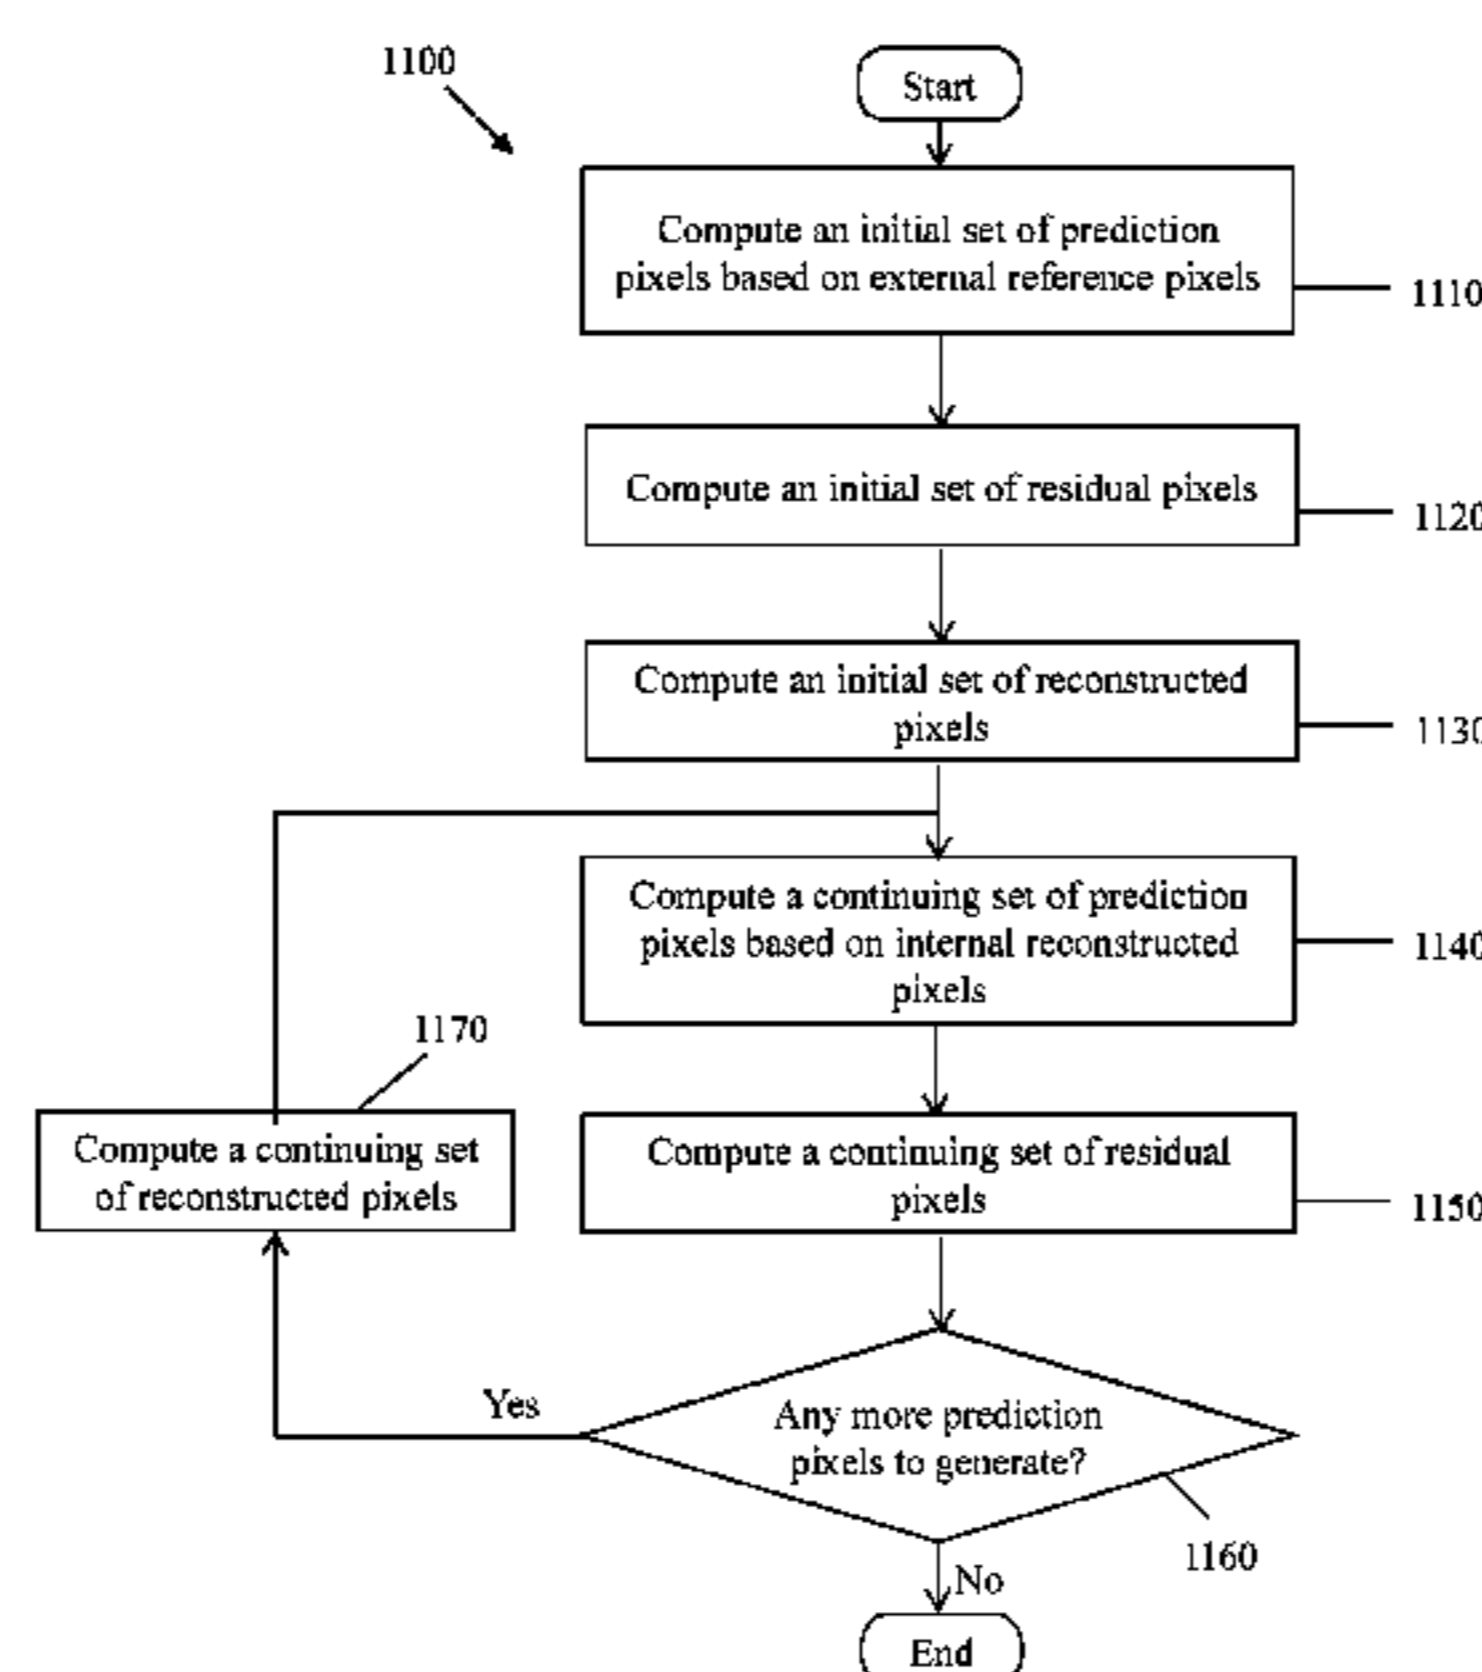 1100
Start
Compute an initial set of prediction
pixels based on external reference pixels
1110
Compute an initial set of residual pixels
1120
Compute an initial set of reconstructed
pixels
1130
Compute a continuing set of prediction
pixels based on internal reconstructed
pixels
1140
1170
Compute a continuing set
of reconstructed pixels
Compute a continuing set of residual
pixels
1150
Yes
Any more prediction
pixels to generate?
1160
No
End